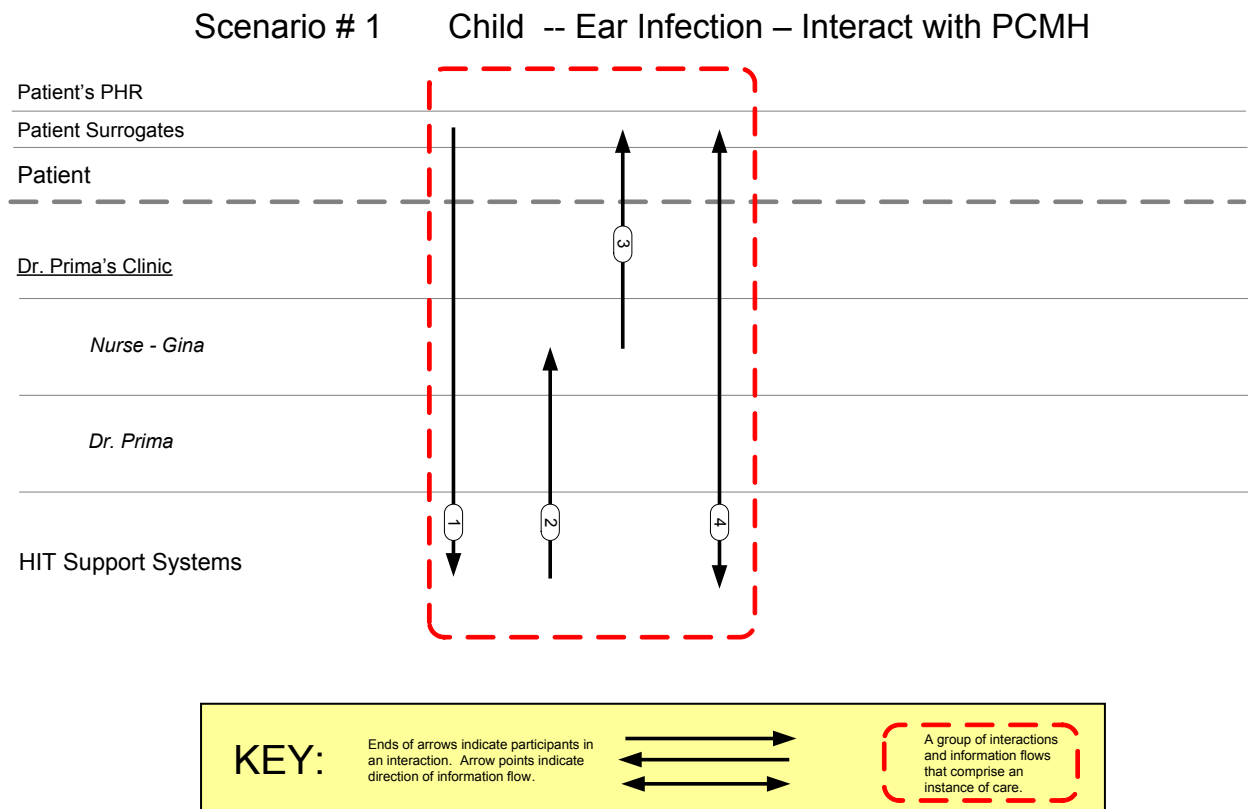 Scenario # 1 Child -- Ear Infection – Interact with PCMH
Patient's PHR
Patient Surrogates
Patient
Dr. Prima's Clinic
3
Nurse - Gina
Dr. Prima
1
2
4
HIT Support Systems
KEY:
Ends of arrows indicate participants in
an interaction. Arrow points indicate
direction of information flow.
A group of interactions
and information flows
that comprise an
instance of care.